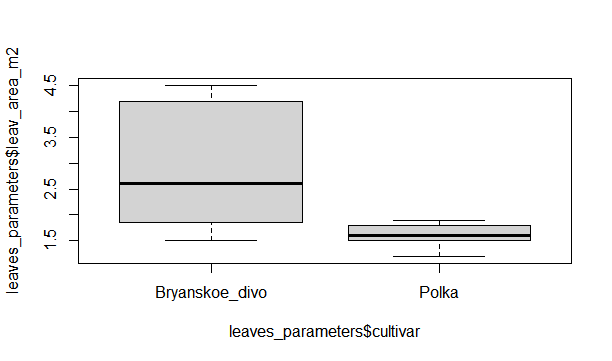 leaves_parameters$leav_area_m2
4.5
3.5
2.5
1.5
Bryanskoe_divo
Polka
leaves_parameters$cultivar